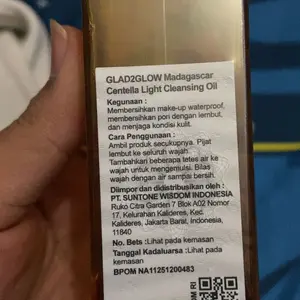 GLAD2GLOW Madagascar
Centella Light Cleansing Oil
Kegunaan :
Membersihkan make-up waterproof,
membersihkan pori dengan lembut,
dan menjaga kondisi kulit.
Cara Penggunaan :
Ambil produk secukupnya. Pijat
lembut ke seluruh wajah.
Tambahkan beberapa tetes air ke
wajah untuk mengemulsi. Bilas
wajah dengan air sampai bersih.
Diimpor dan didistribusikan oleh :
PT. SUNTONE WISDOM INDONESIA
Ruko Citra Garden 7 Blok A02 Nomor
17, Kelurahan Kalideres, Kec.
Kalideres, Jakarta Barat, Indonesia,
11840
No. Bets :Lihat pada kemasan
Tanggal Kadaluarsa :Lihat pada
kemasan
BPOM NA11251200483
BPOM RI